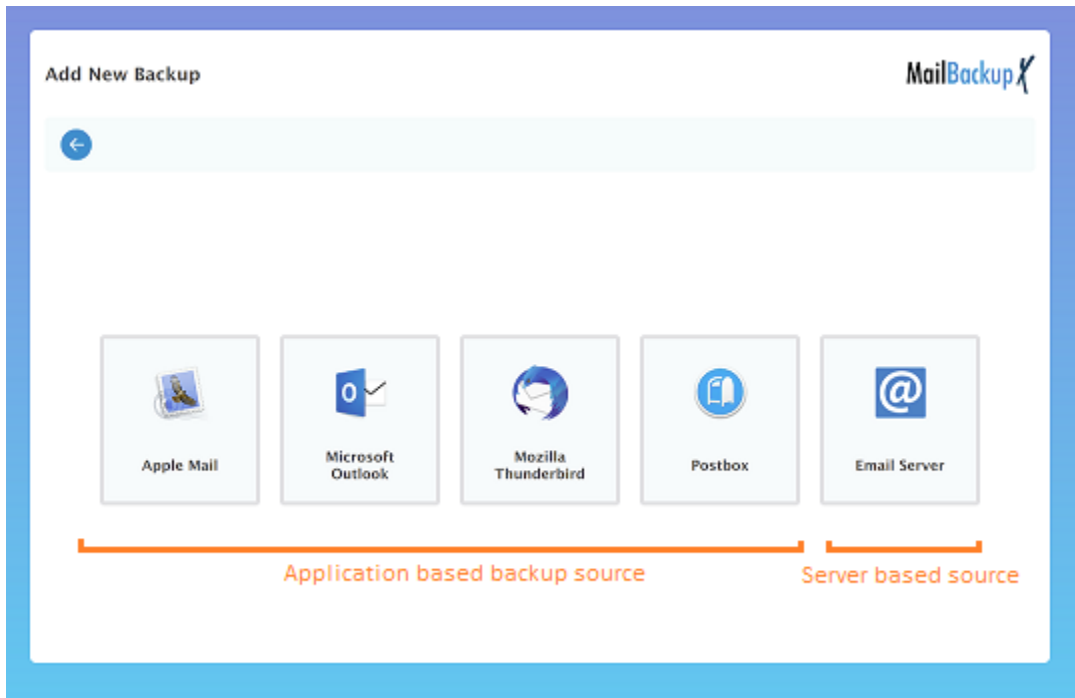 Add New Backup
MailBackup X
Apple Mail
Microsoft
Outlook
Mozilla
Thunderbird
Postbox
Email Server
Application based backup source
Server based source